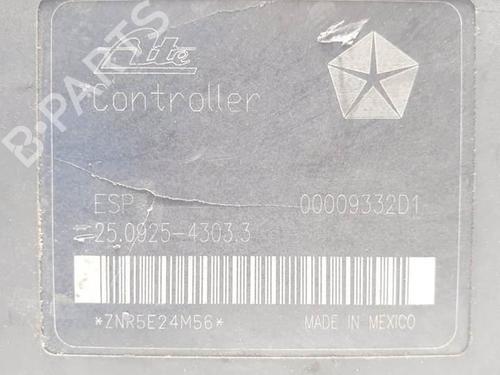 Ate
Controller
ESP 00009332D1
25.0925-4303.3
*ZNR5E24M56* MADE IN MEXICO
B-PARTS